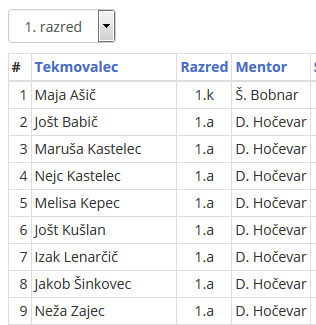 1. razred
# Tekmovalec Razred Mentor
1 Maja Ašič 1.k Š. Bobnar
2 Jošt Babič 1.a D. Hočevar
3 Maruša Kastelec 1.a D. Hočevar
4 Nejc Kastelec 1.a D. Hočevar
5 Melisa Kepec 1.a D. Hočevar
6 Jošt Kušlan 1.a D. Hočevar
7 Izak Lenarčič 1.a D. Hočevar
8 Jakob Šinkovec 1.a D. Hočevar
9 Neža Zajec 1.a D. Hočevar